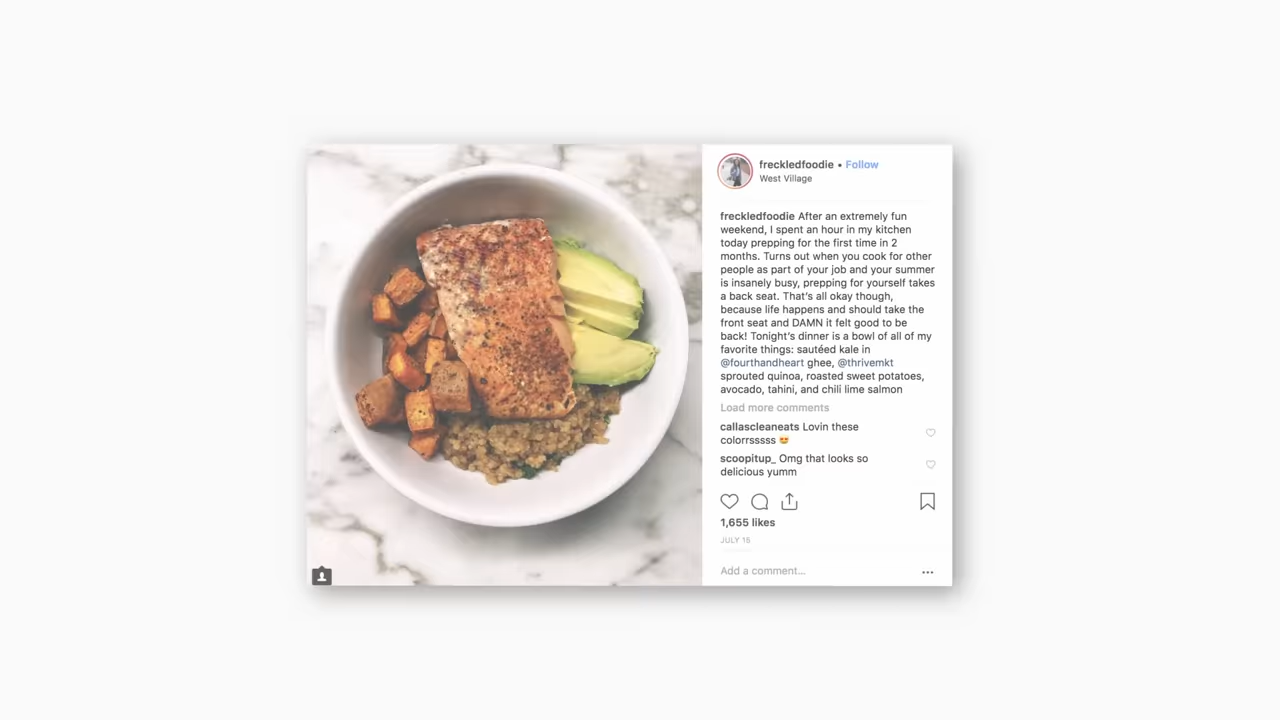 freckledfoodie • Follow
West Village
freckledfoodie After an extremely fun
weekend, I spent an hour in my kitchen
today prepping for the first time in 2
months. Turns out when you cook for other
people as part of your job and your summer
is insanely busy, prepping for yourself takes
a back seat. That's all okay though,
because life happens and should take the
front seat and DAMN it felt good to be
back! Tonight's dinner is a bowl of all of my
favorite things: sautéed kale in
@fourthandheart ghee, @thrivemkt
sprouted quinoa, roasted sweet potatoes,
avocado, tahini, and chili lime salmon
Load more comments
callascleaneats Lovin these
colorrsssss 😍
scoopitup_ Omg that looks so
delicious yumm
1,655 likes
JULY 15
Add a comment...